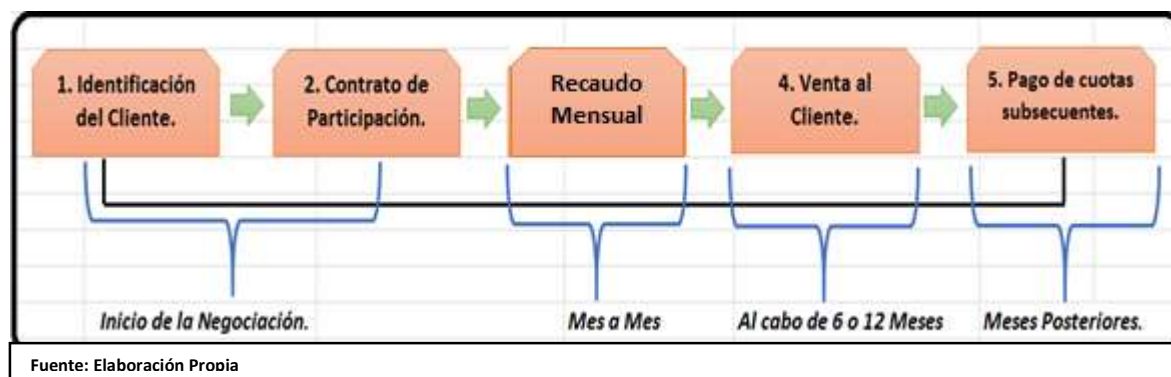 1. Identificación
del Cliente.
2. Contrato de
Participación.
Recaudo
Mensual
4. Venta al
Cliente.
5. Pago de cuotas
subsecuentes.
Inicio de la Negociación.
Mes a Mes
Al cabo de 6 o 12 Meses
Meses Posteriores.
Fuente: Elaboración Propia